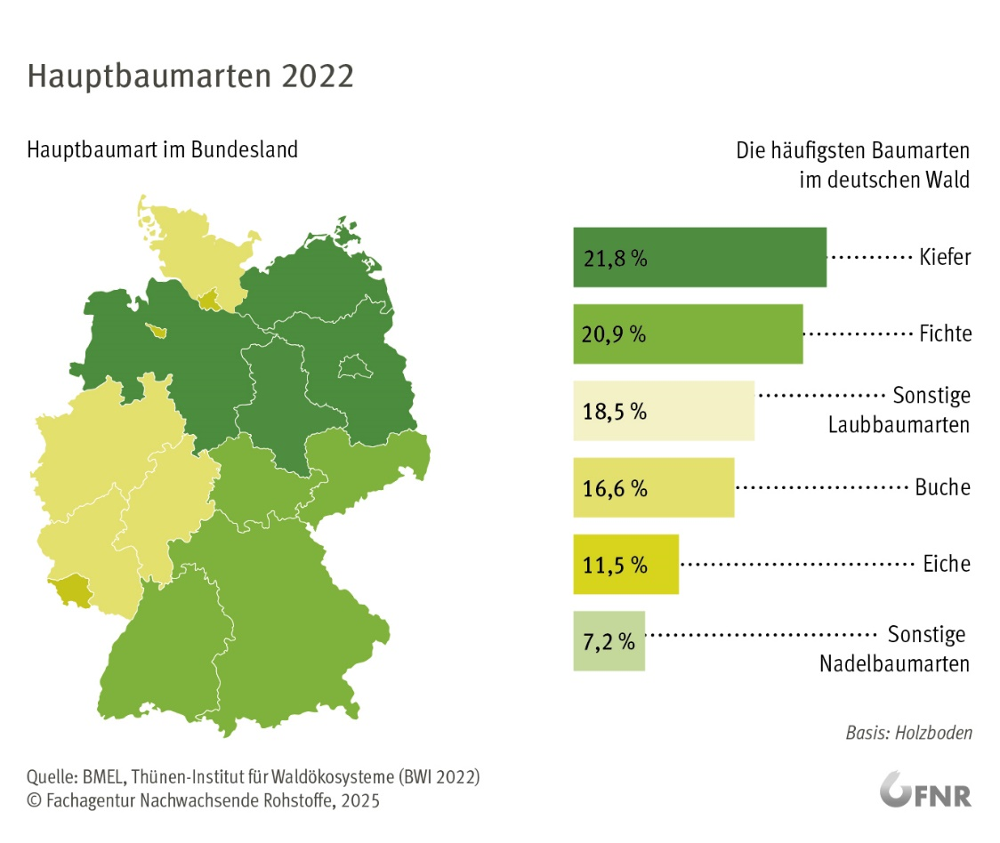 Hauptbaumarten 2022
Hauptbaumart im Bundesland
Die häufigsten Baumarten
im deutschen Wald
21,8 %
Kiefer
20,9 %
Fichte
18,5 %
Sonstige
Laubbaumarten
16,6 %
Buche
11,5 %
Eiche
7,2 %
Sonstige
Nadelbaumarten
Basis: Holzboden
Quelle: BMEL, Thünen-Institut für Waldökosysteme (BWI 2022)
© Fachagentur Nachwachsende Rohstoffe, 2025
FNR